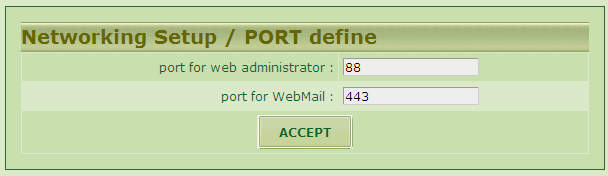 Networking Setup / PORT define
port for web administrator : 88
port for WebMail : 443
ACCEPT